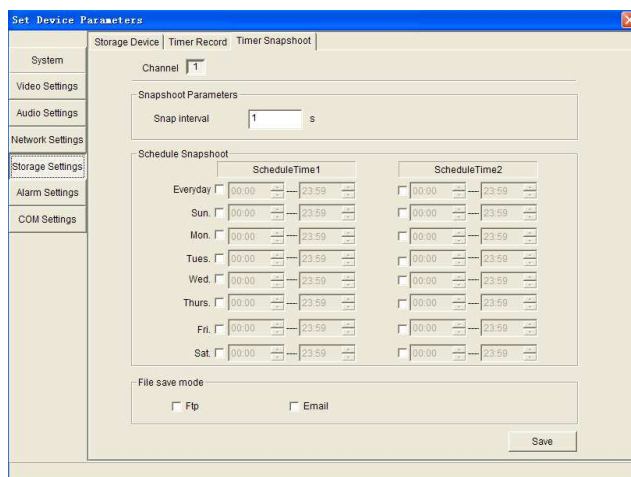 Set Device Parameters
Storage Device Timer Record Timer Snapshoot
System
Video Settings
Audio Settings
Network Settings
Storage Settings
Alarm Settings
COM Settings
Channel 1
Snapshoot Parameters
Snap interval 1 s
Schedule Snapshoot
ScheduleTime1 ScheduleTime2
Everyday 00:00 --- 23:59 00:00 --- 23:59
Sun. 00:00 --- 23:59 00:00 --- 23:59
Mon. 00:00 --- 23:59 00:00 --- 23:59
Tues. 00:00 --- 23:59 00:00 --- 23:59
Wed. 00:00 --- 23:59 00:00 --- 23:59
Thurs. 00:00 --- 23:59 00:00 --- 23:59
Fri. 00:00 --- 23:59 00:00 --- 23:59
Sat. 00:00 --- 23:59 00:00 --- 23:59
File save mode
Ftp Email
Save